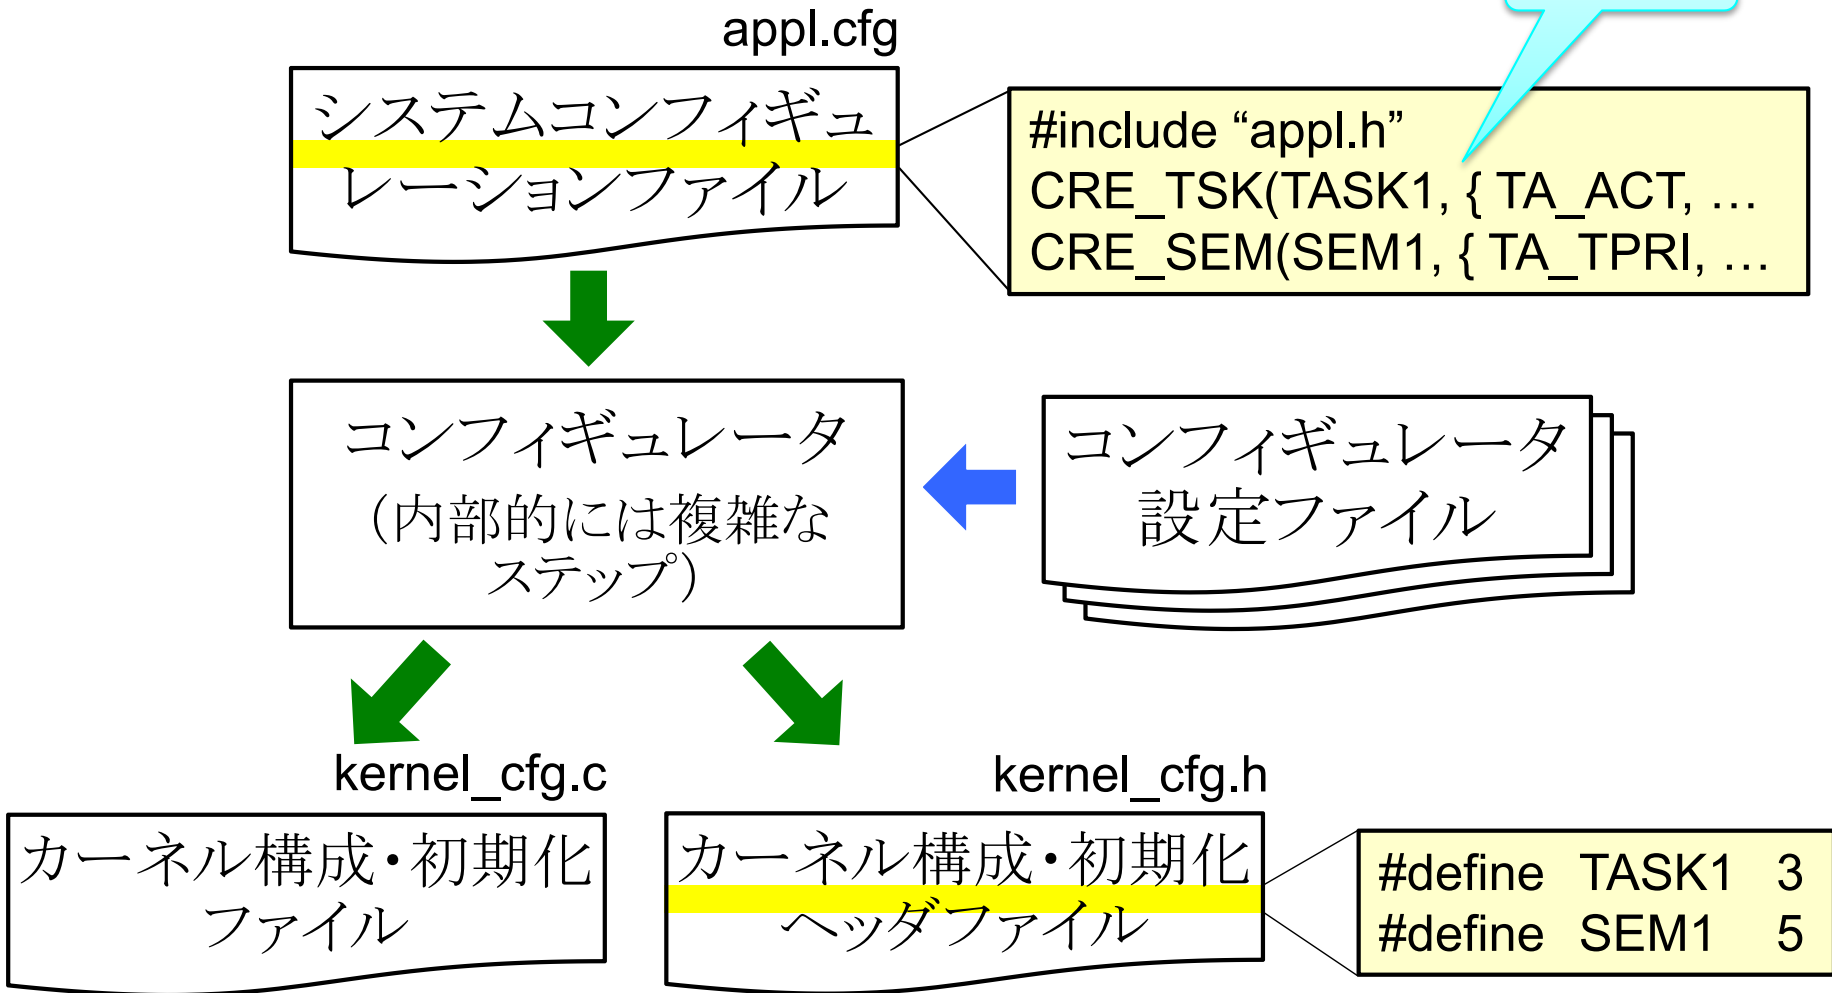 appl.cfg
システムコンフィギュ
レーションファイル
#include “appl.h”
CRE_TSK(TASK1, { TA_ACT, …
CRE_SEM(SEM1, { TA_TPRI, …
コンフィギュレータ
（内部的には複雑な
ステップ）
コンフィギュレータ
設定ファイル
kernel_cfg.c
カーネル構成・初期化
ファイル
kernel_cfg.h
カーネル構成・初期化
ヘッダファイル
#define TASK1 3
#define SEM1 5